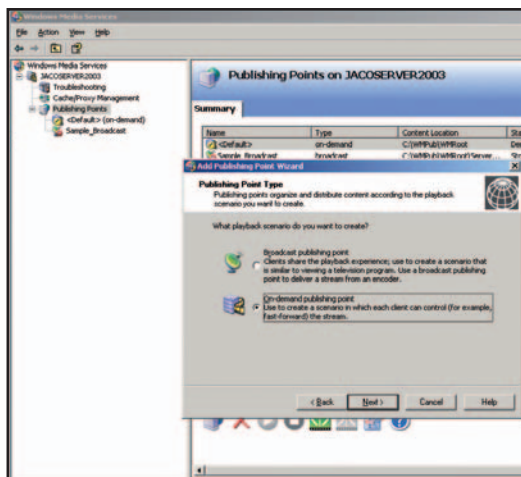 Windows Media Services
File Action View Help
Windows Media Services
JACOSERVER2003
Troubleshooting
Cache/Proxy Management
Publishing Points
<Default> (on-demand)
Sample_Broadcast
Publishing Points on JACOSERVER2003
Summary
Name Type Content Location
<Default> on-demand C:\WMPub\WMRoot
Sample_Broadcast broadcast C:\WMPub\WMRoot\Server...
Add Publishing Point Wizard
Publishing Point Type
Publishing points organize and distribute content according to the playback
scenario you want to create.
What playback scenario do you want to create?
Broadcast publishing point
Clients share the playback experience; use to create a scenario that
is similar to viewing a television program. Use a broadcast publishing
point to deliver a stream from an encoder.
On-demand publishing point
Use to create a scenario in which each client can control (for example,
fast-forward) the stream.
< Back Next > Cancel Help